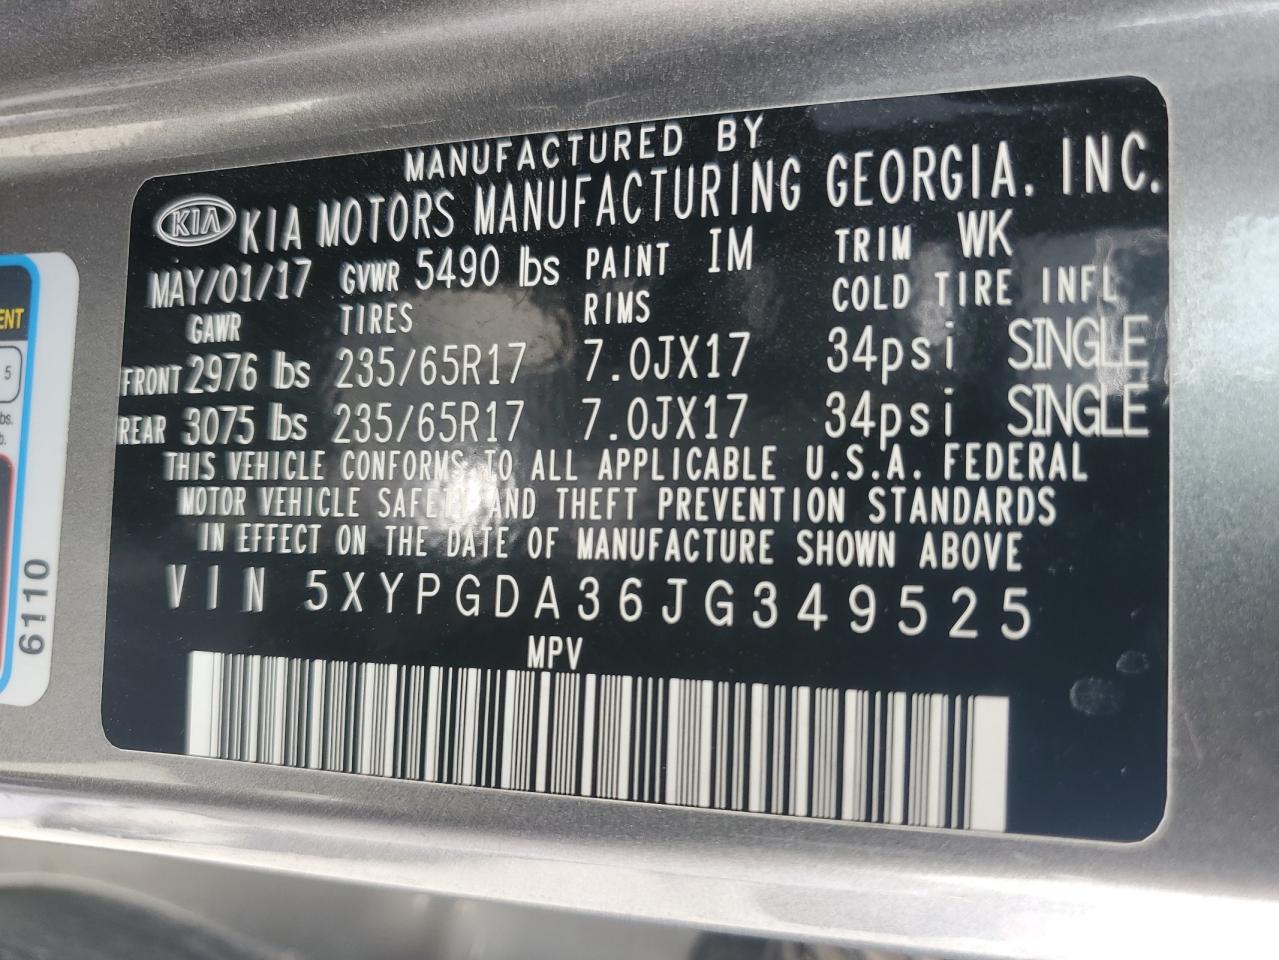 MANUFACTURED BY
KIA KIA MOTORS MANUFACTURING GEORGIA, INC.
MAY/01/17 GVWR 5490 lbs PAINT IM TRIM WK
GAWR TIRES RIMS COLD TIRE INFL
FRONT 2976 lbs 235/65R17 7.0JX17 34psi SINGLE
REAR 3075 lbs 235/65R17 7.0JX17 34psi SINGLE
THIS VEHICLE CONFORMS TO ALL APPLICABLE U.S.A. FEDERAL
MOTOR VEHICLE SAFETY AND THEFT PREVENTION STANDARDS
IN EFFECT ON THE DATE OF MANUFACTURE SHOWN ABOVE
VIN 5XYPGDA36JG349525
MPV
5
6110